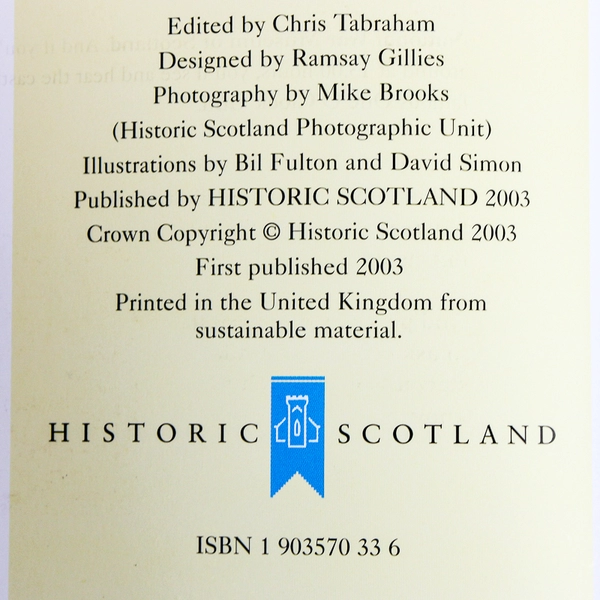 Edited by Chris Tabraham
Designed by Ramsay Gillies
Photography by Mike Brooks
(Historic Scotland Photographic Unit)
Illustrations by Bil Fulton and David Simon
Published by HISTORIC SCOTLAND 2003
Crown Copyright © Historic Scotland 2003
First published 2003
Printed in the United Kingdom from
sustainable material.
HISTORIC SCOTLAND
ISBN 1 903570 33 6